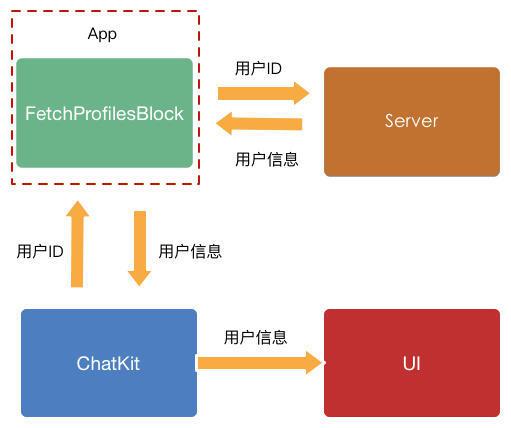 App
FetchProfilesBlock
用户ID
Server
用户信息
用户ID
用户信息
ChatKit
用户信息
UI